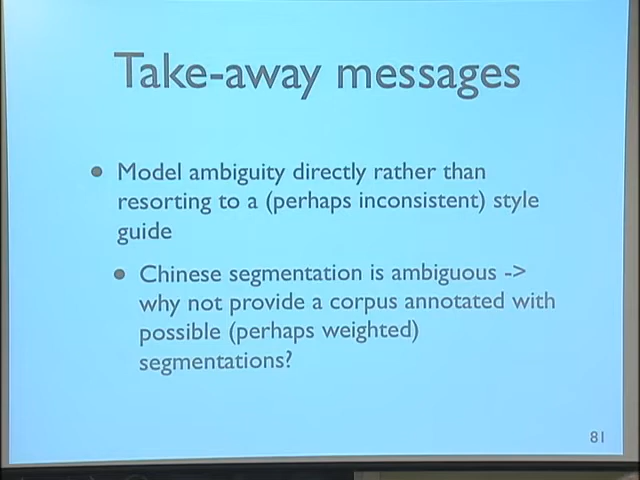 Take-away messages
• Model ambiguity directly rather than
resorting to a (perhaps inconsistent) style
guide
• Chinese segmentation is ambiguous ->
why not provide a corpus annotated with
possible (perhaps weighted)
segmentations?
81